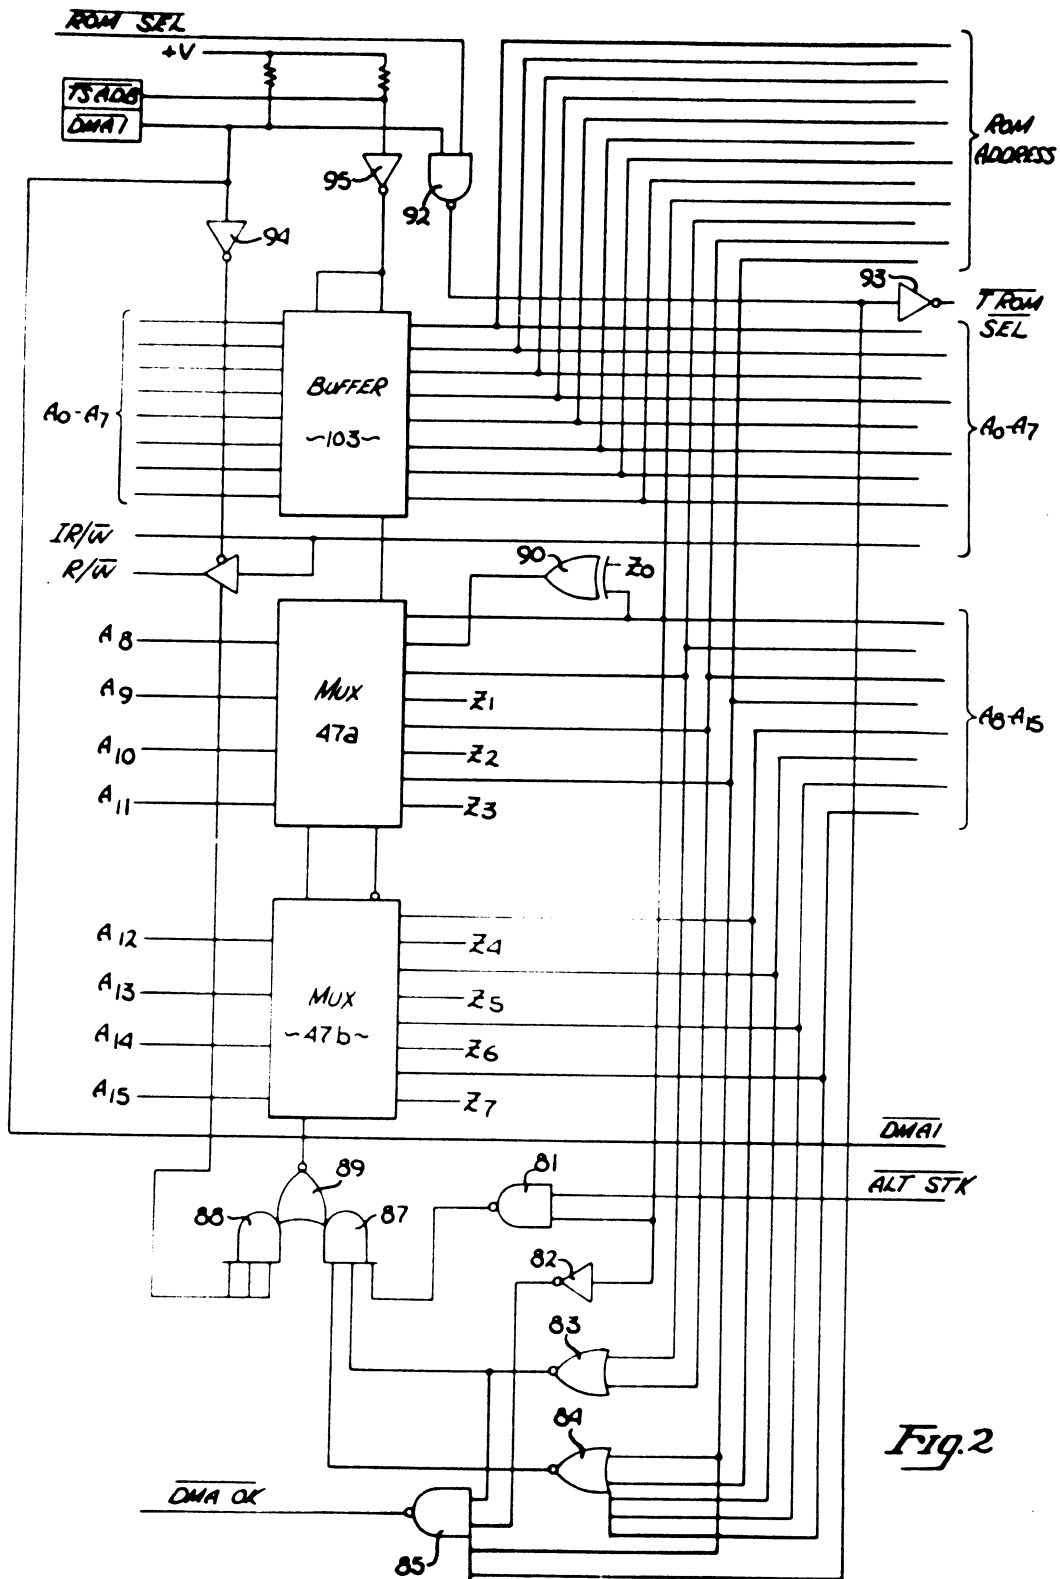 ROM SEL
+V
TSADB
DMA1
ROM
ADDRESS
95
92
94
93
T ROM
SEL
A0-A7
BUFFER
~103~
A0-A7
IR/W
R/W
90
Z0
A8
A9
A10
A11
MUX
47a
Z1
Z2
Z3
A8-A15
A12
A13
A14
A15
MUX
~47b~
Z4
Z5
Z6
Z7
DMA1
ALT STK
81
89
88
87
82
83
84
DMA OK
85
Fig. 2